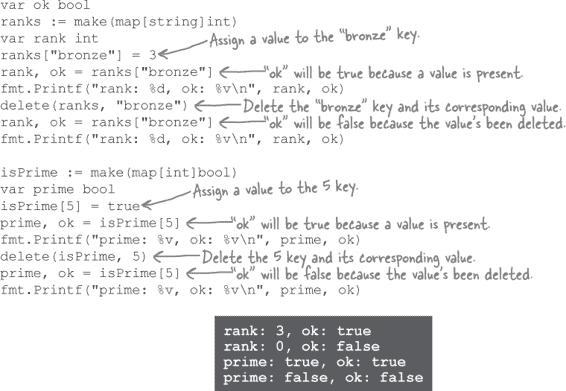 var ok bool
ranks := make(map[string]int)
var rank int
Assign a value to the "bronze" key.
ranks["bronze"] = 3
rank, ok = ranks["bronze"] "ok" will be true because a value is present.
fmt.Printf("rank: %d, ok: %v\n", rank, ok)
delete(ranks, "bronze") Delete the "bronze" key and its corresponding value.
rank, ok = ranks["bronze"] "ok" will be false because the value's been deleted.
fmt.Printf("rank: %d, ok: %v\n", rank, ok)
isPrime := make(map[int]bool)
var prime bool
Assign a value to the 5 key.
isPrime[5] = true
prime, ok = isPrime[5] "ok" will be true because a value is present.
fmt.Printf("prime: %v, ok: %v\n", prime, ok)
delete(isPrime, 5) Delete the 5 key and its corresponding value.
prime, ok = isPrime[5] "ok" will be false because the value's been deleted.
fmt.Printf("prime: %v, ok: %v\n", prime, ok)
rank: 3, ok: true
rank: 0, ok: false
prime: true, ok: true
prime: false, ok: false